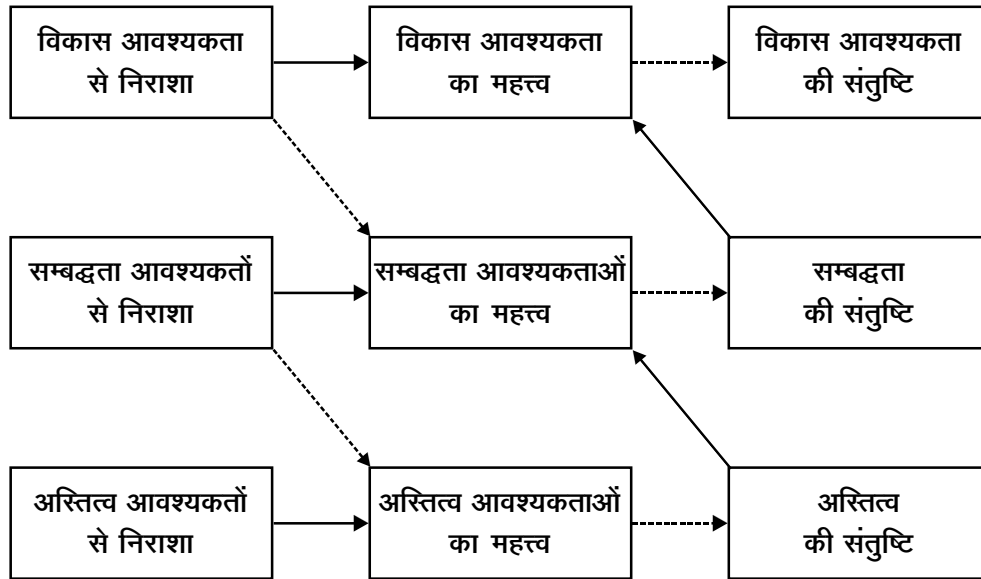 विकास आवश्यकता
से निराशा
विकास आवश्यकता
का महत्त्व
विकास आवश्यकता
की संतुष्टि
सम्बद्धता आवश्यकतों
से निराशा
सम्बद्धता आवश्यकताओं
का महत्त्व
सम्बद्धता
की संतुष्टि
अस्तित्व आवश्यकतों
से निराशा
अस्तित्व आवश्यकताओं
का महत्त्व
अस्तित्व
की संतुष्टि